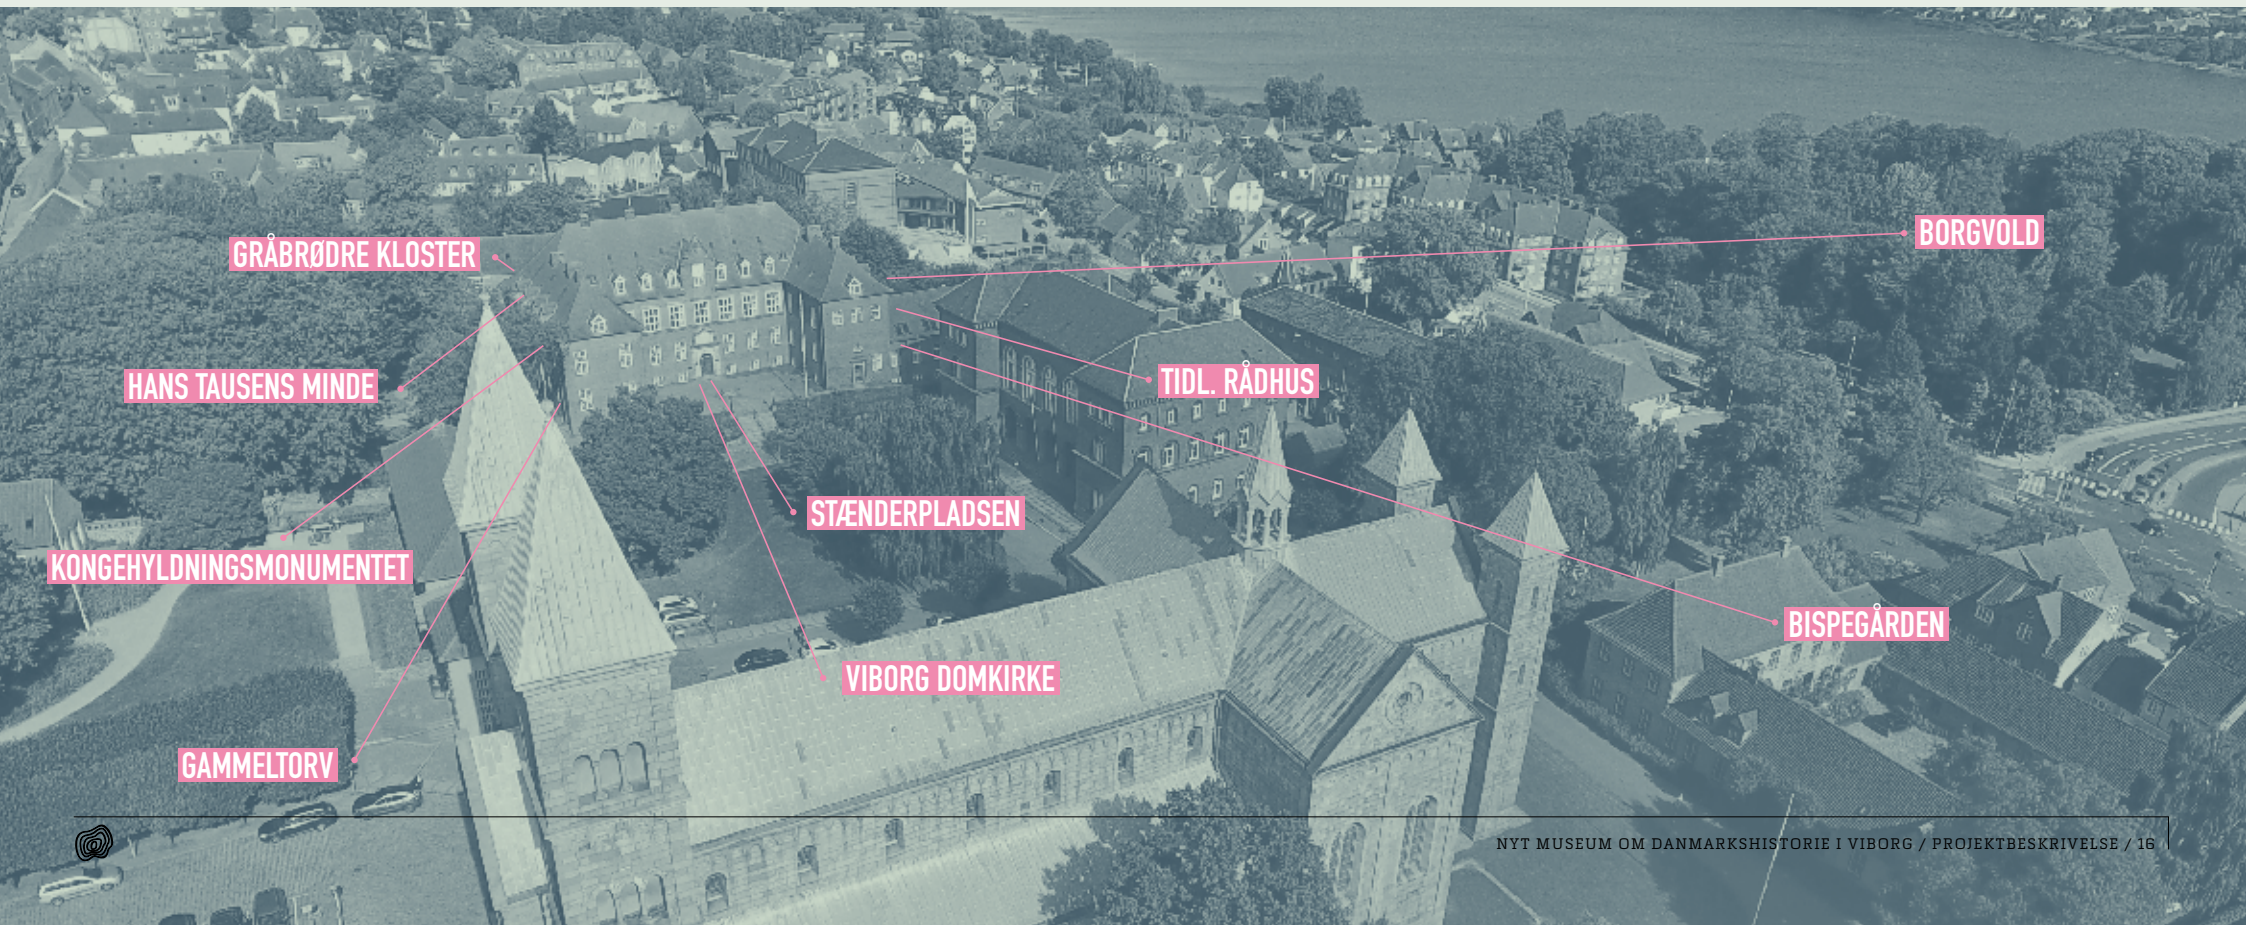 BORGVOLD
GRÅBRØDRE KLOSTER
HANS TAUSENS MINDE
TIDL. RÅDHUS
STÆNDERPLADSEN
KONGEHYLDNINGSMONUMENTET
BISPEGÅRDEN
VIBORG DOMKIRKE
GAMMELTORV
NYT MUSEUM OM DANMARKSHISTORIE I VIBORG / PROJEKTBESKRIVELSE / 16